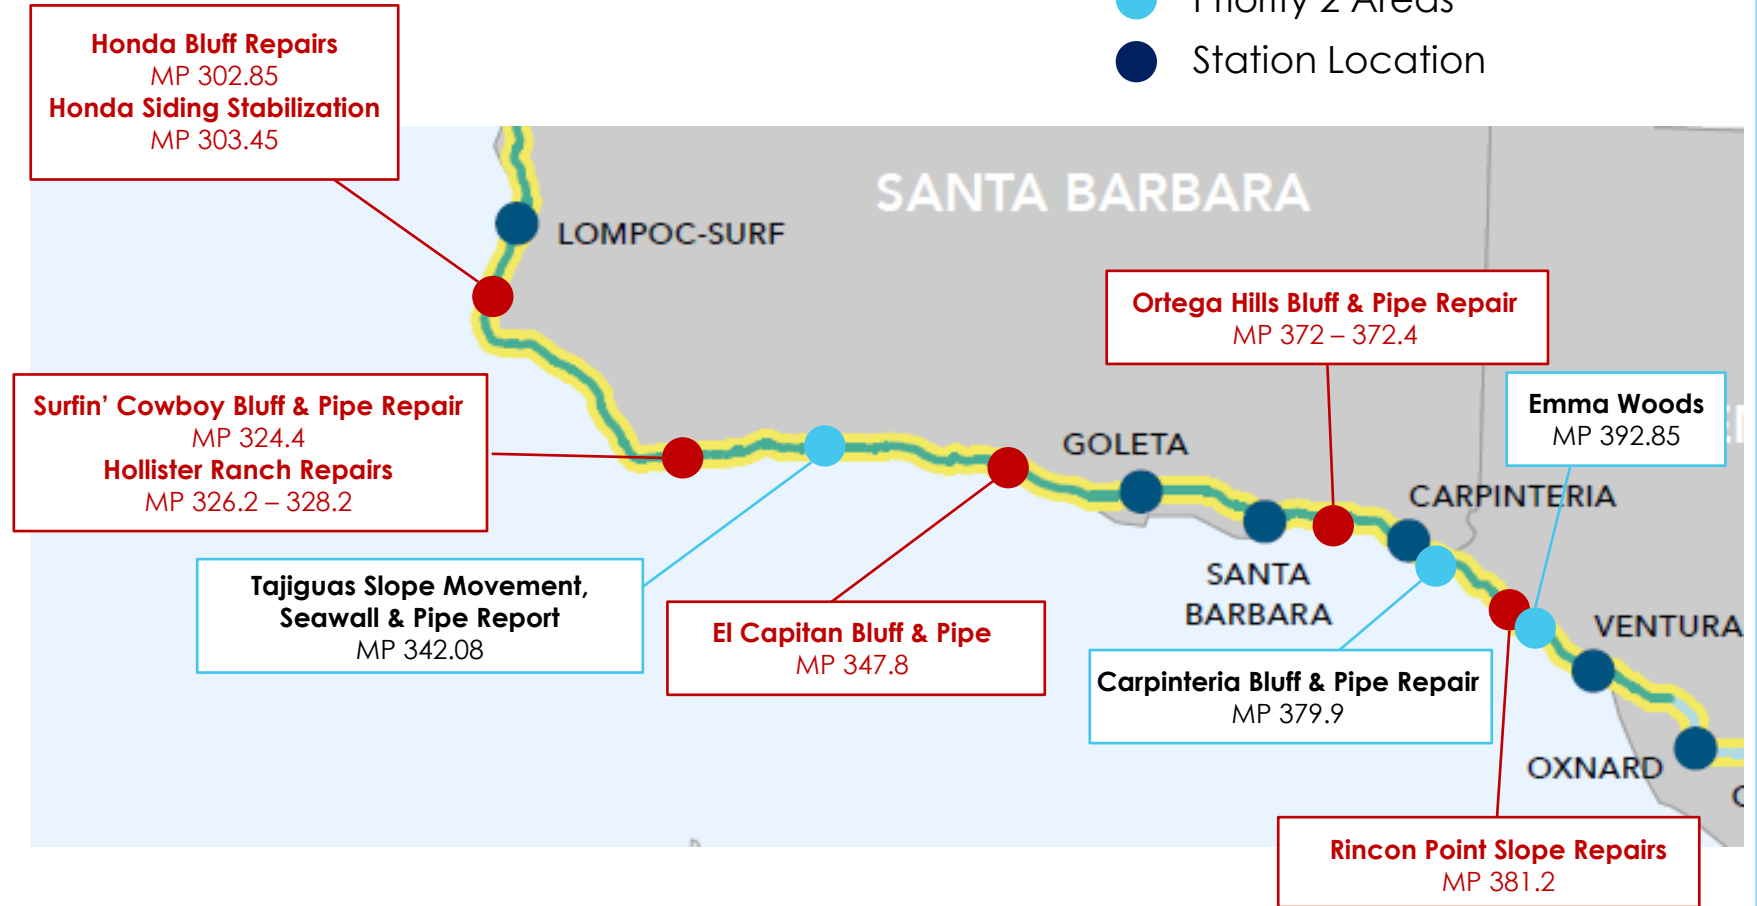 Priority 2 Areas
Station Location
Honda Bluff Repairs
MP 302.85
Honda Siding Stabilization
MP 303.45
SANTA BARBARA
LOMPOC-SURF
Ortega Hills Bluff & Pipe Repair
MP 372 – 372.4
Surfin’ Cowboy Bluff & Pipe Repair
MP 324.4
Hollister Ranch Repairs
MP 326.2 – 328.2
Emma Woods
MP 392.85
GOLETA
CARPINTERIA
Tajiguas Slope Movement,
Seawall & Pipe Report
MP 342.08
El Capitan Bluff & Pipe
MP 347.8
SANTA
BARBARA
VENTURA
Carpinteria Bluff & Pipe Repair
MP 379.9
OXNARD
Rincon Point Slope Repairs
MP 381.2